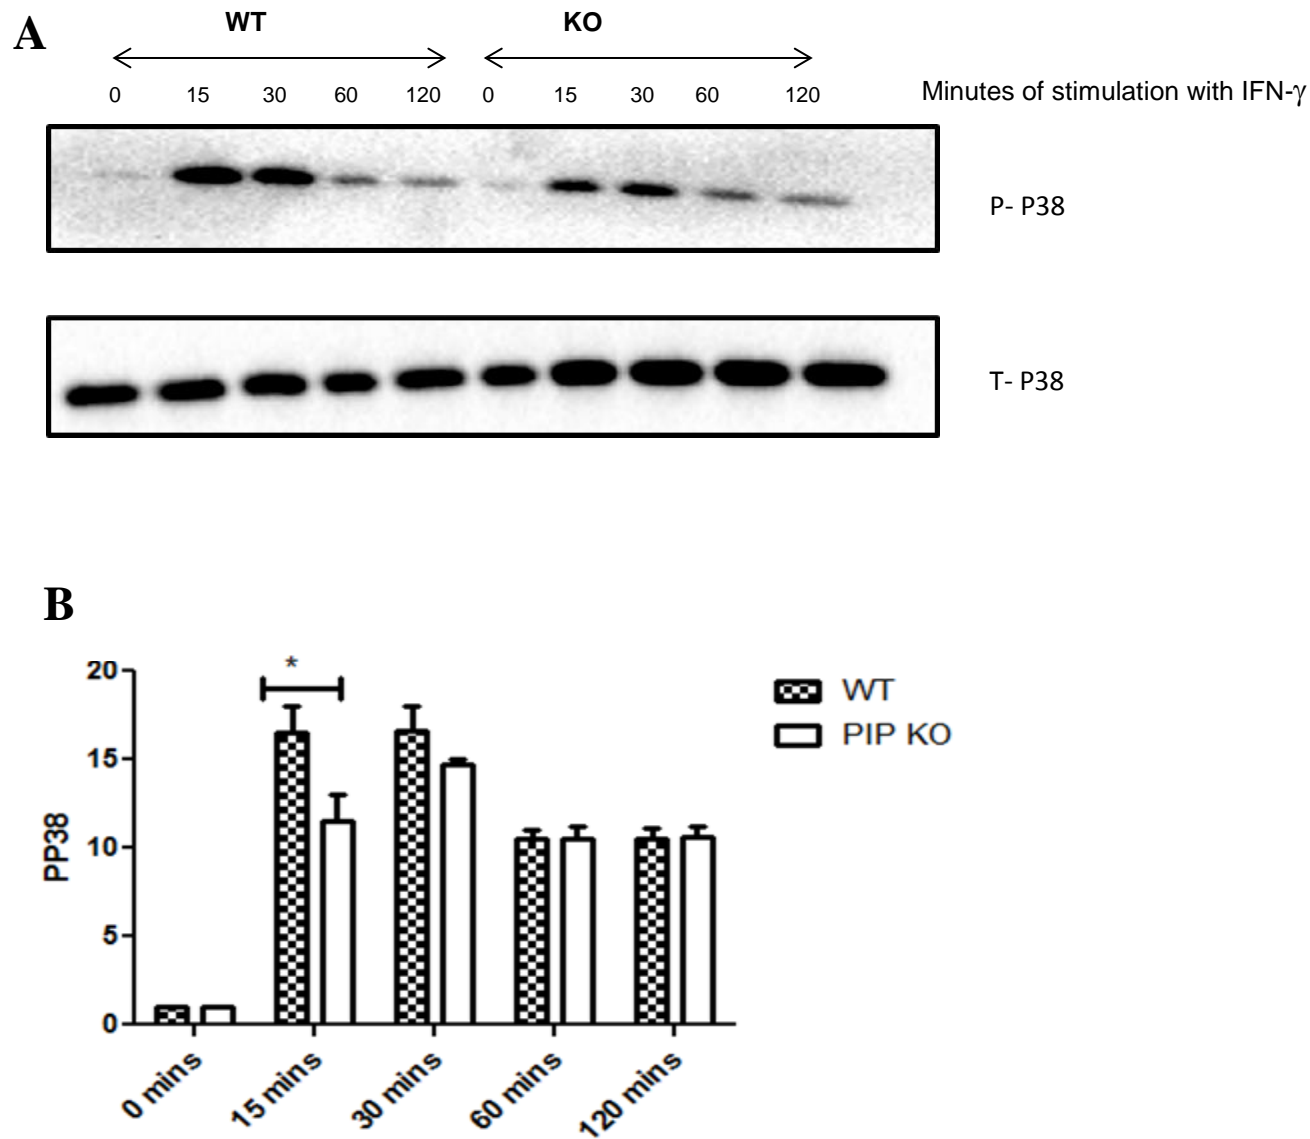 A
WT KO
0 15 30 60 120 0 15 30 60 120 Minutes of stimulation with IFN-γ
P- P38
T- P38
B
*
20
15
10
5
0
PP38
WT
PIP KO
0 mins 15 mins 30 mins 60 mins 120 mins